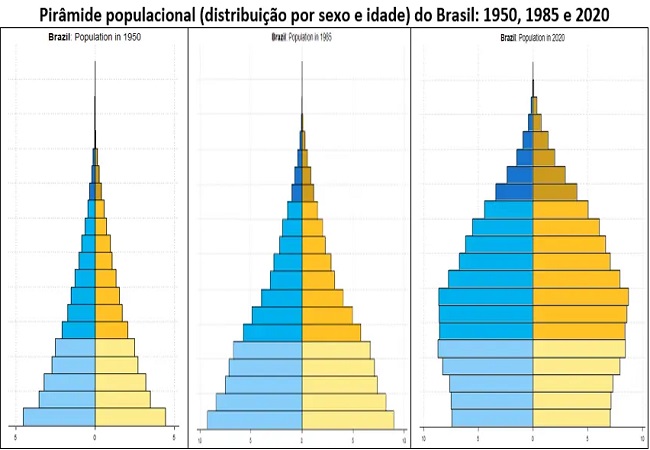 Pirâmide populacional (distribuição por sexo e idade) do Brasil: 1950, 1985 e 2020
Brazil: Population in 1950
Brazil: Population in 1985
Brazil: Population in 2020
5 0 5
10 5 0 5 10
10 5 0 5 10